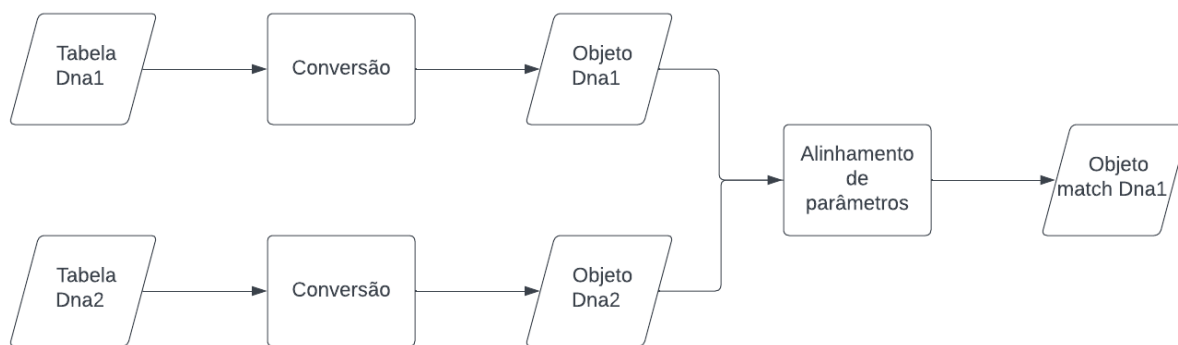 Tabela
Dna1
Conversão
Objeto
Dna1
Alinhamento
de
parâmetros
Objeto
match Dna1
Tabela
Dna2
Conversão
Objeto
Dna2